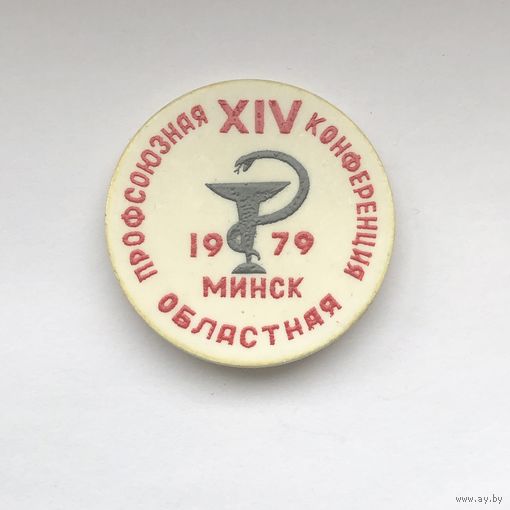 XIV
ПРОФСОЮЗНАЯ КОНФЕРЕНЦИЯ
ОБЛАСТНАЯ
19 79
МИНСК
www.ay.by